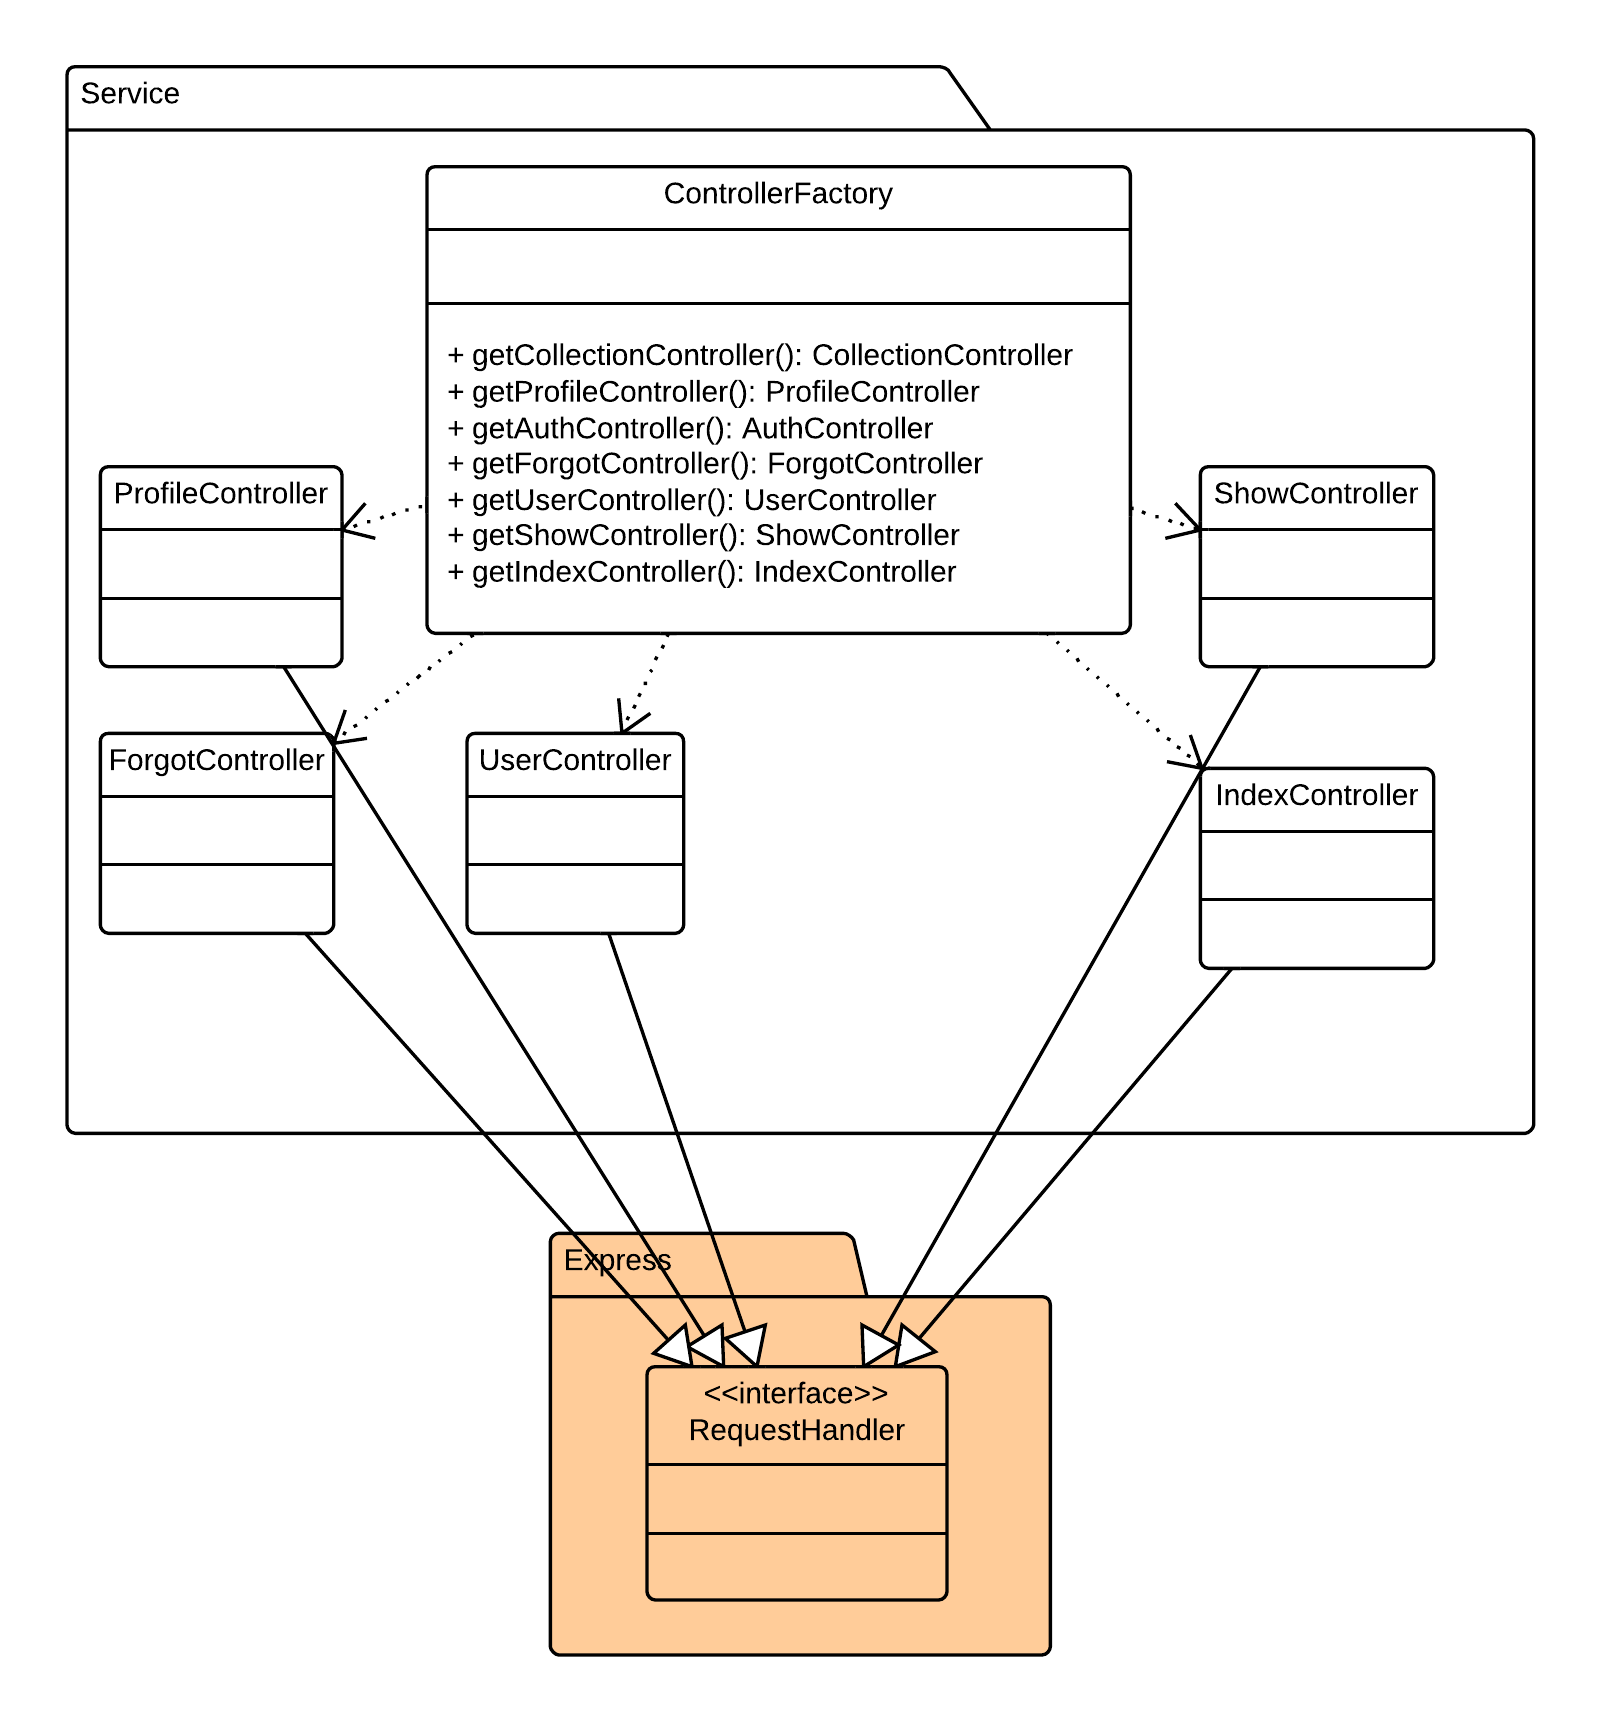 Service
ControllerFactory
+ getCollectionController(): CollectionController
+ getProfileController(): ProfileController
+ getAuthController(): AuthController
+ getForgotController(): ForgotController
+ getUserController(): UserController
+ getShowController(): ShowController
+ getIndexController(): IndexController
ProfileController
ShowController
ForgotController
UserController
IndexController
Express
<<interface>>
RequestHandler